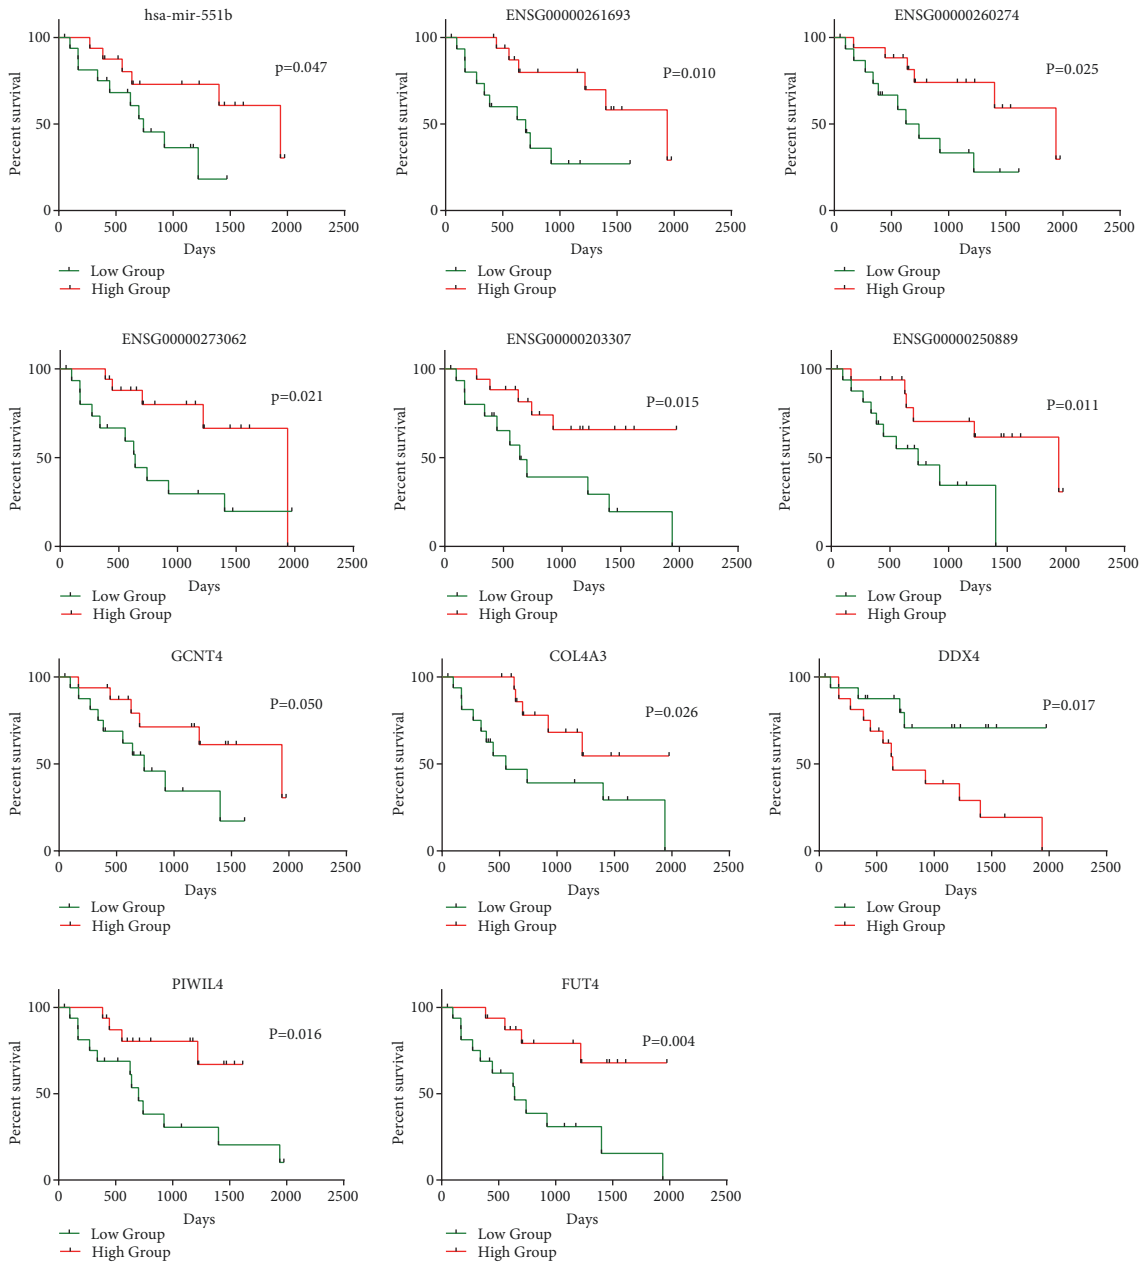 hsa-mir-551b
100
50
0
Percent survival
p=0.047
0 500 1000 1500 2000 2500
Days
Low Group
High Group
ENSG00000261693
100
50
0
Percent survival
P=0.010
0 500 1000 1500 2000 2500
Days
Low Group
High Group
ENSG00000260274
100
50
0
Percent survival
P=0.025
0 500 1000 1500 2000 2500
Days
Low Group
High Group
ENSG00000273062
100
50
0
Percent survival
p=0.021
0 500 1000 1500 2000 2500
Days
Low Group
High Group
ENSG00000203307
100
50
0
Percent survival
P=0.015
0 500 1000 1500 2000 2500
Days
Low Group
High Group
ENSG00000250889
100
50
0
Percent survival
P=0.011
0 500 1000 1500 2000 2500
Days
Low Group
High Group
GCNT4
100
50
0
Percent survival
P=0.050
0 500 1000 1500 2000 2500
Days
Low Group
High Group
COL4A3
100
50
0
Percent survival
P=0.026
0 500 1000 1500 2000 2500
Days
Low Group
High Group
DDX4
100
50
0
Percent survival
P=0.017
0 500 1000 1500 2000 2500
Days
Low Group
High Group
PIWIL4
100
50
0
Percent survival
P=0.016
0 500 1000 1500 2000 2500
Days
Low Group
High Group
FUT4
100
50
0
Percent survival
P=0.004
0 500 1000 1500 2000 2500
Days
Low Group
High Group